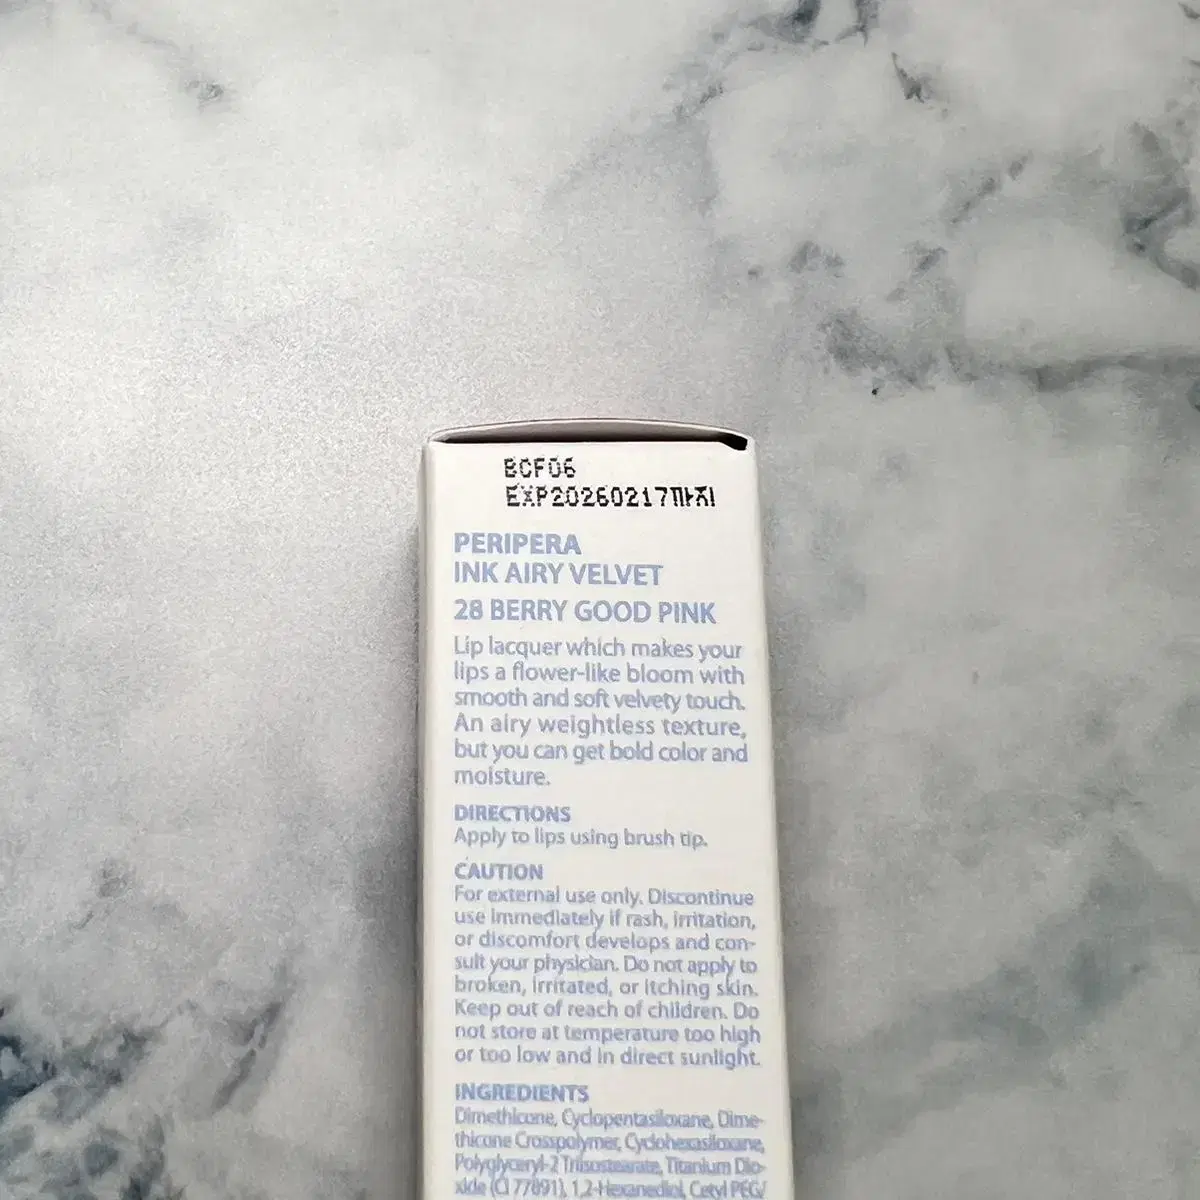 BCF06
EXP20260217까지
PERIPERA
INK AIRY VELVET
28 BERRY GOOD PINK
Lip lacquer which makes your
lips a flower-like bloom with
smooth and soft velvety touch.
An airy weightless texture,
but you can get bold color and
moisture.
DIRECTIONS
Apply to lips using brush tip.
CAUTION
For external use only. Discontinue
use immediately if rash, irritation,
or discomfort develops and con-
sult your physician. Do not apply to
broken, irritated, or itching skin.
Keep out of reach of children. Do
not store at temperature too high
or too low and in direct sunlight.
INGREDIENTS
Dimethicone, Cyclopentasiloxane, Dime-
thicone Crosspolymer, Cyclohexasiloxane,
Polyglyceryl-2 Triisostearate, Titanium Dio-
xide (CI 77891), 1,2-Hexanediol, Cetyl PEG/